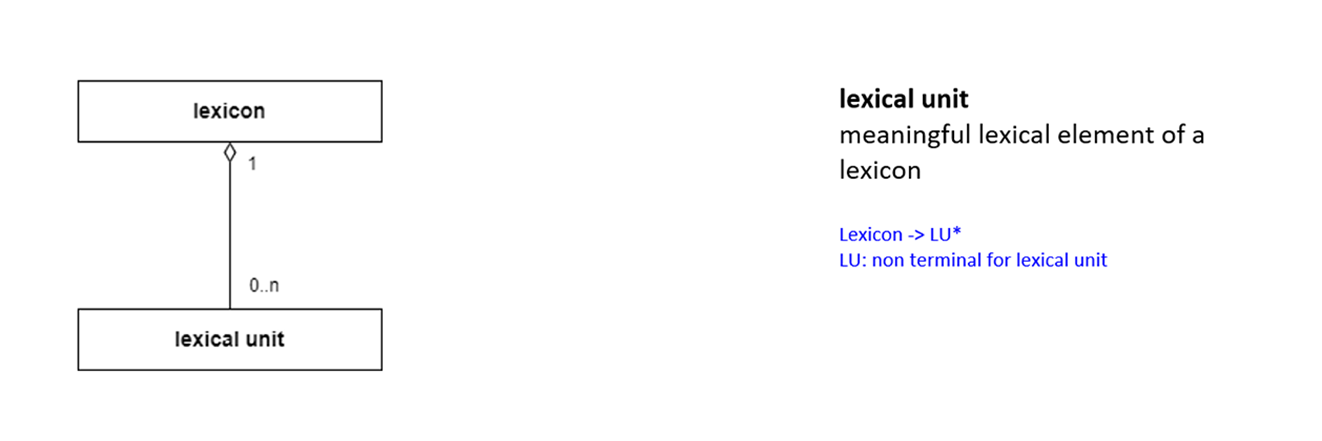 lexicon
1
0..n
lexical unit
lexical unit
meaningful lexical element of a
lexicon
Lexicon -> LU*
LU: non terminal for lexical unit